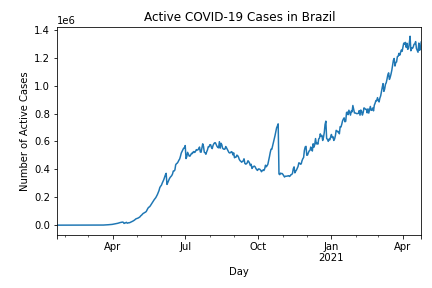 Active COVID-19 Cases in Brazil
1e6
1.4
1.2
1.0
0.8
0.6
0.4
0.2
0.0
Number of Active Cases
Apr
Jul
Oct
Jan
2021
Apr
Day